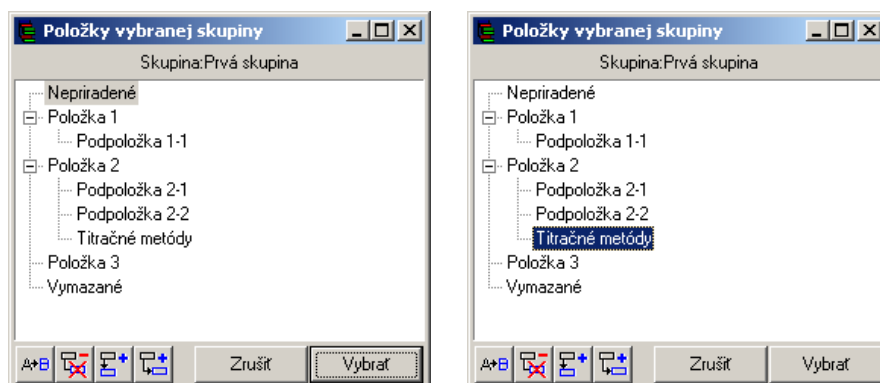 Položky vybranej skupiny
Skupina:Prvá skupina
Nepriradené
Položka 1
Podpoložka 1-1
Položka 2
Podpoložka 2-1
Podpoložka 2-2
Titračné metódy
Položka 3
Vymazané
A→B
Zrušiť
Vybrať
Položky vybranej skupiny
Skupina:Prvá skupina
Nepriradené
Položka 1
Podpoložka 1-1
Položka 2
Podpoložka 2-1
Podpoložka 2-2
Titračné metódy
Položka 3
Vymazané
A→B
Zrušiť
Vybrať